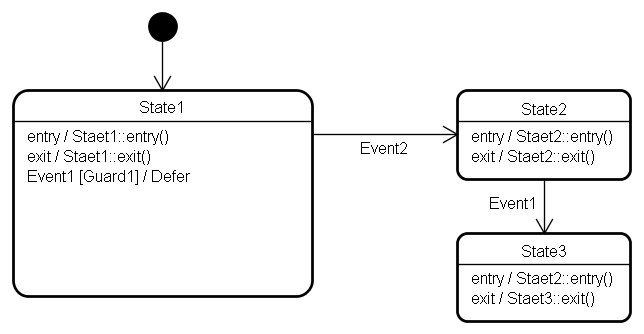 State1
entry / Staet1::entry()
exit / Staet1::exit()
Event1 [Guard1] / Defer
Event2
State2
entry / Staet2::entry()
exit / Staet2::exit()
Event1
State3
entry / Staet2::entry()
exit / Staet3::exit()